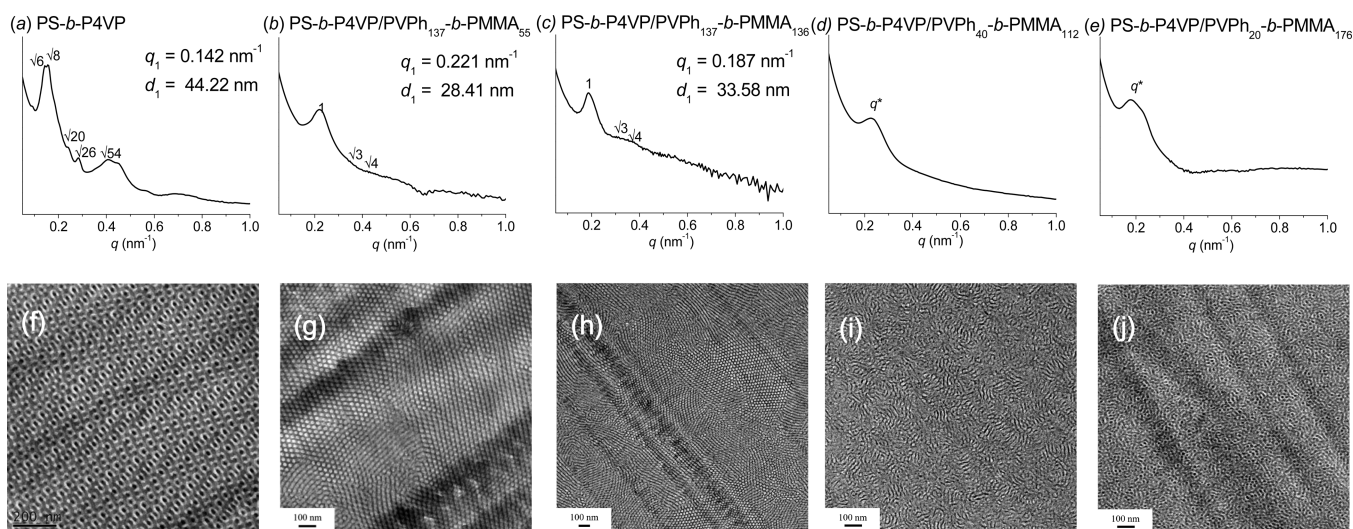 (a) PS-b-P4VP
√6 √8
q₁ = 0.142 nm⁻¹
d₁ = 44.22 nm
√20
√26 √54
0.2 0.4 0.6 0.8 1.0
q (nm⁻¹)
(b) PS-b-P4VP/PVPh₁₃₇-b-PMMA₅₅
q₁ = 0.221 nm⁻¹
d₁ = 28.41 nm
1
√3 √4
0.2 0.4 0.6 0.8 1.0
q (nm⁻¹)
(c) PS-b-P4VP/PVPh₁₃₇-b-PMMA₁₃₆
q₁ = 0.187 nm⁻¹
d₁ = 33.58 nm
1
√3 √4
0.2 0.4 0.6 0.8 1.0
q (nm⁻¹)
(d) PS-b-P4VP/PVPh₄₀-b-PMMA₁₁₂
q*
0.2 0.4 0.6 0.8 1.0
q (nm⁻¹)
(e) PS-b-P4VP/PVPh₂₀-b-PMMA₁₇₆
q*
0.2 0.4 0.6 0.8 1.0
q (nm⁻¹)
(f)
200 nm
(g)
100 nm
(h)
100 nm
(i)
100 nm
(j)
100 nm